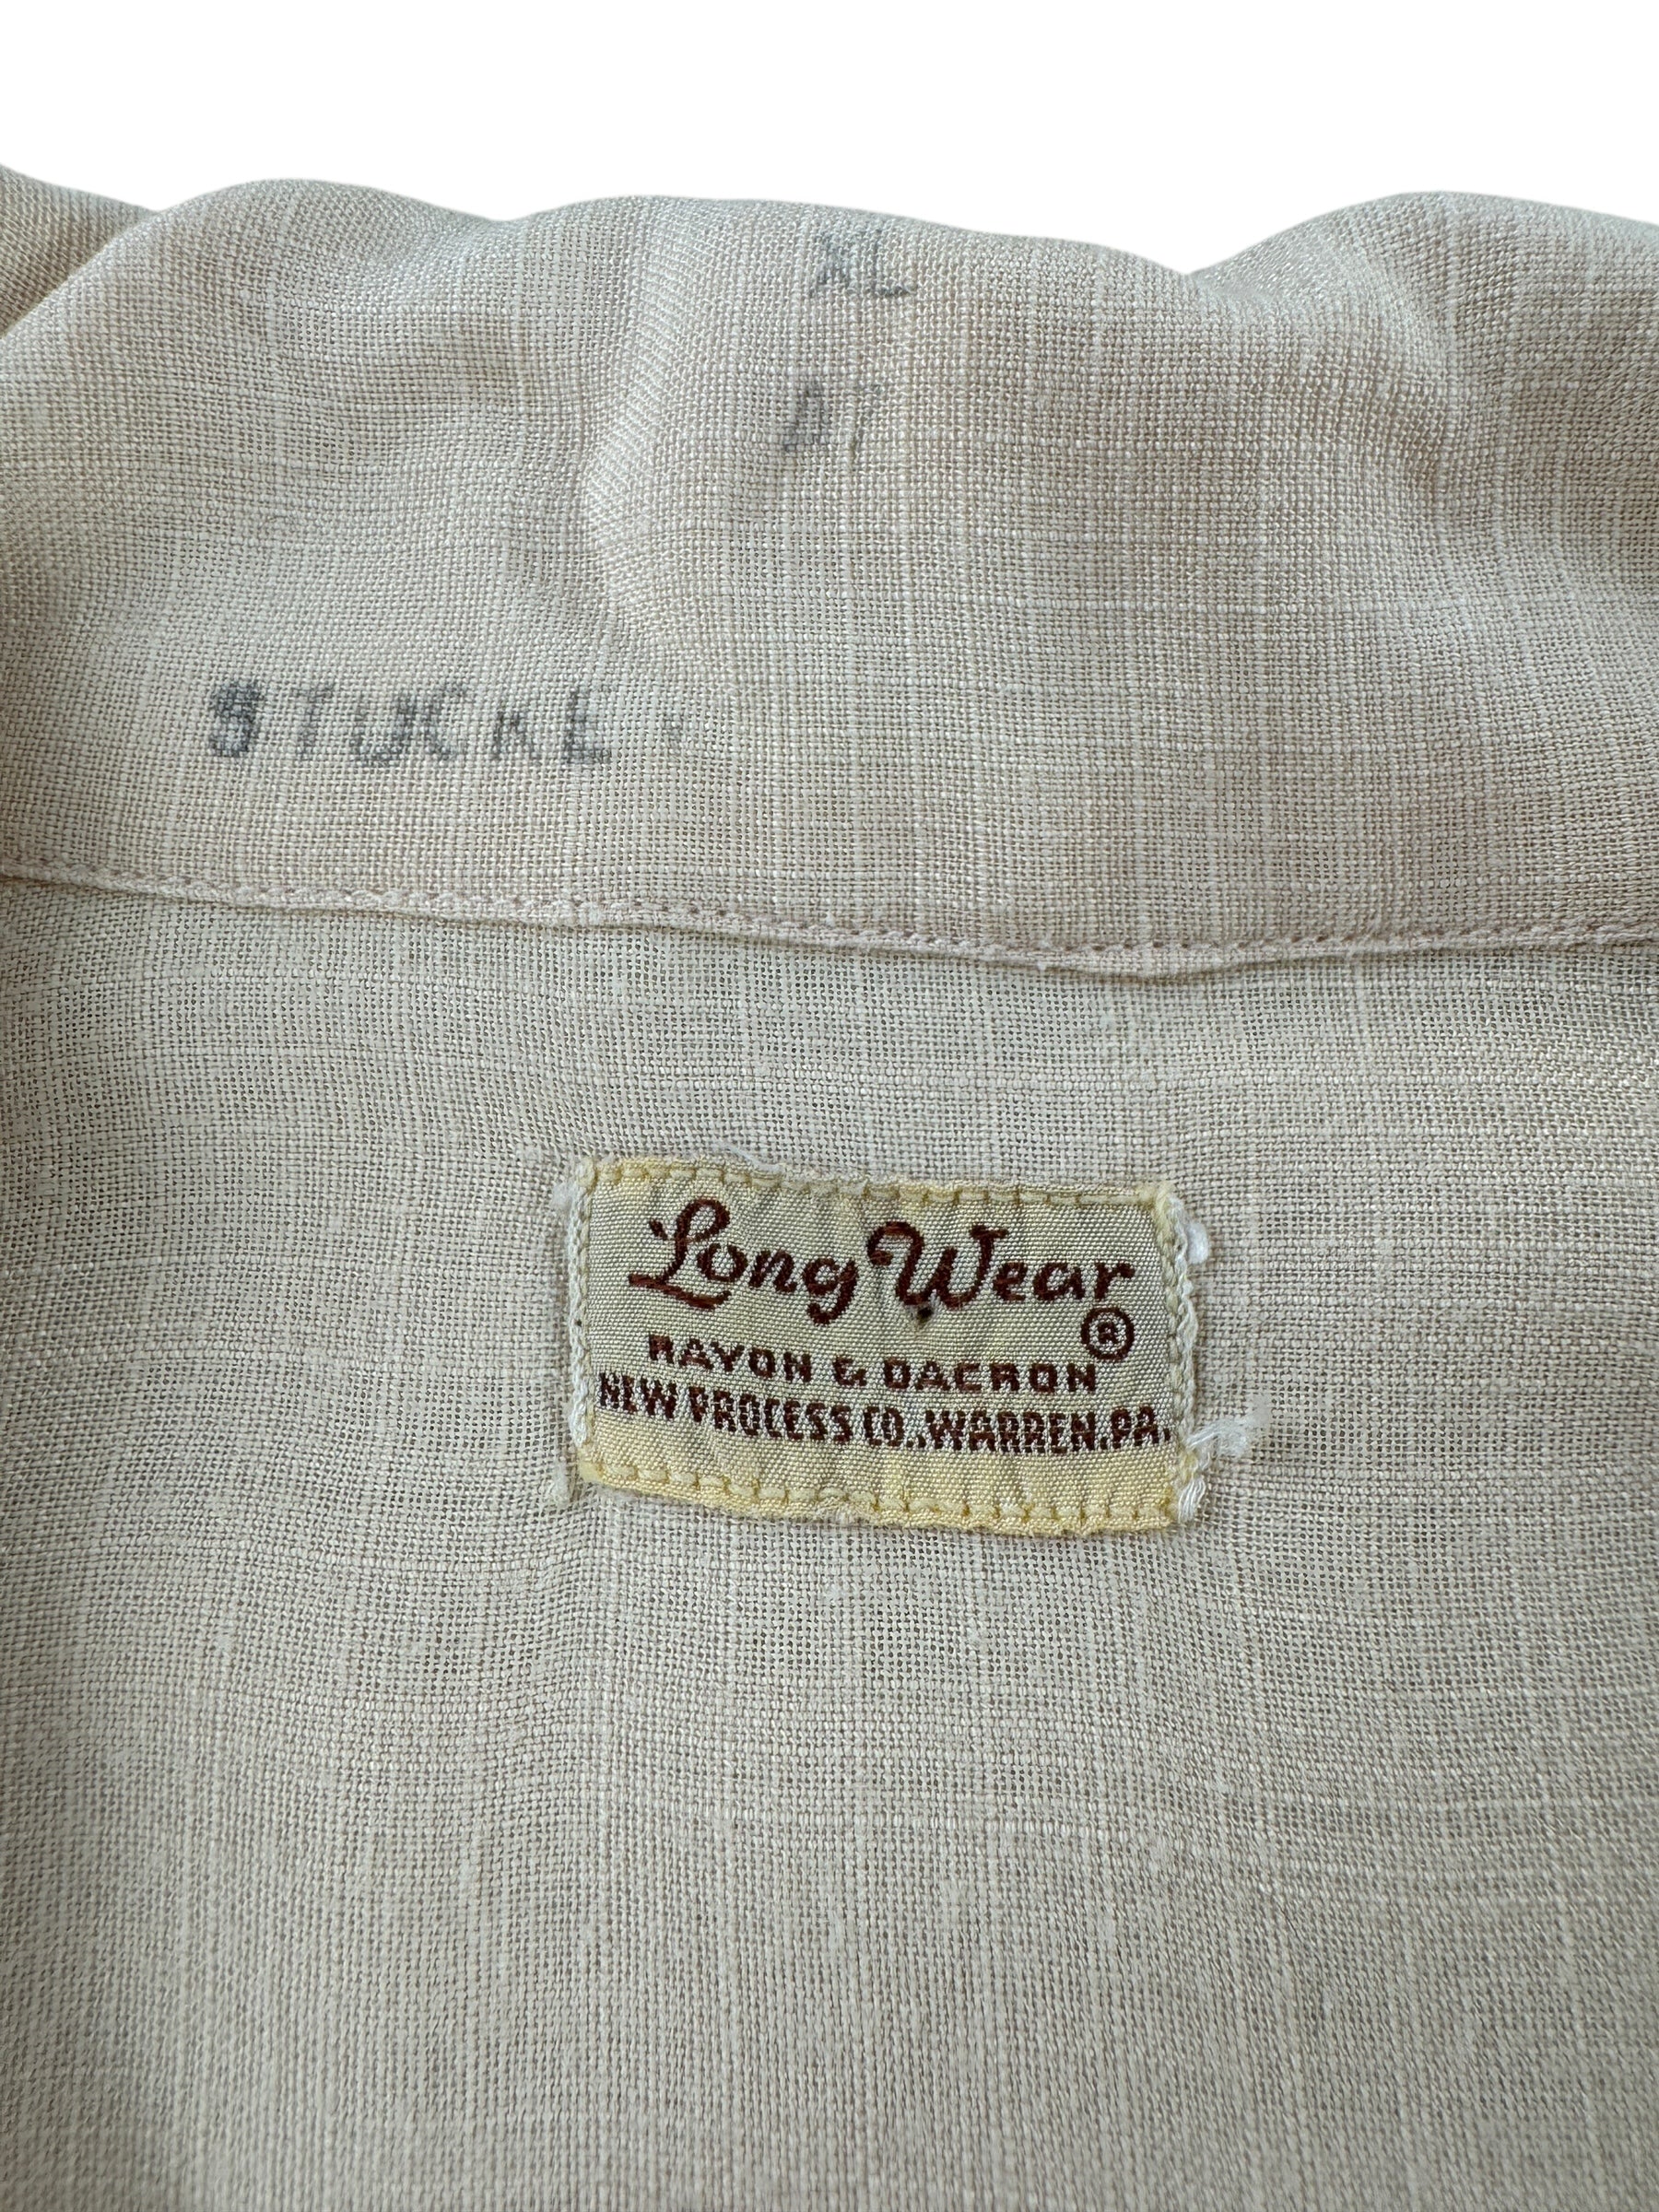 XL
STUCKE
Long Wear
®
RAYON & DACRON
NEW PROCESS CO., WARREN, PA.